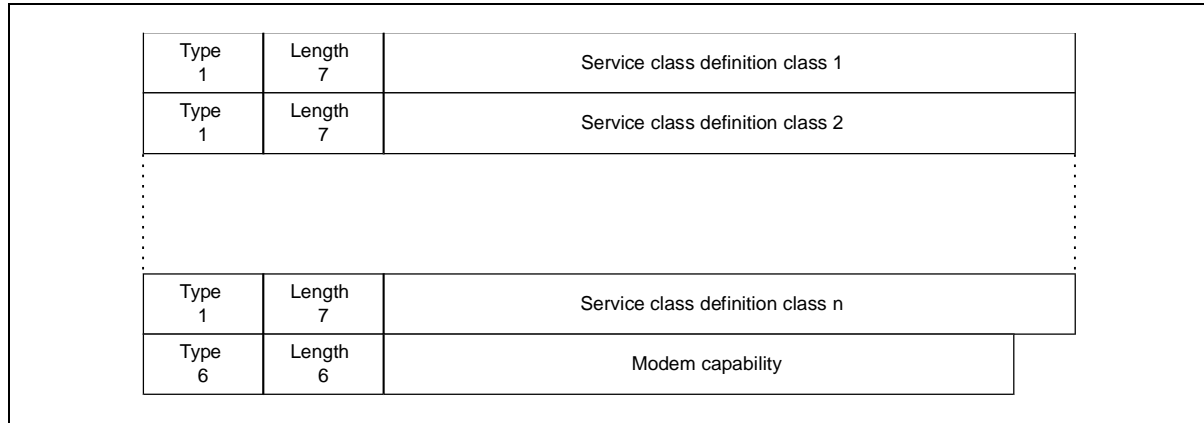 Type Length Service class definition class 1
1 7
Type Length Service class definition class 2
1 7
Type Length Service class definition class n
1 7
Type Length Modem capability
6 6